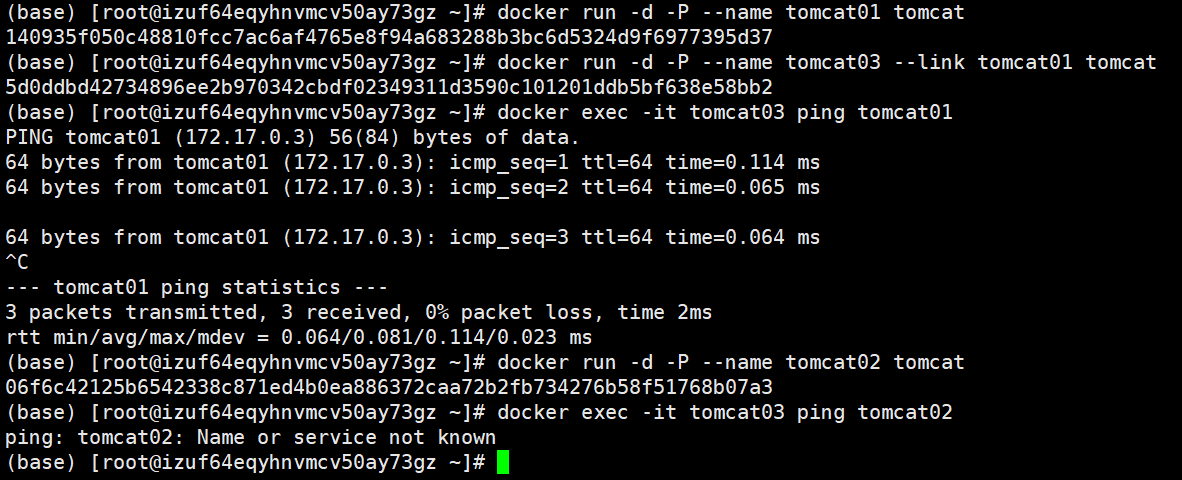 (base) [root@izuf64eqyhnvmcv50ay73gz ~]# docker run -d -P --name tomcat01 tomcat
140935f050c48810fcc7ac6af4765e8f94a683288b3bc6d5324d9f6977395d37
(base) [root@izuf64eqyhnvmcv50ay73gz ~]# docker run -d -P --name tomcat03 --link tomcat01 tomcat
5d0ddbd42734896ee2b970342cbdf02349311d3590c101201ddb5bf638e58bb2
(base) [root@izuf64eqyhnvmcv50ay73gz ~]# docker exec -it tomcat03 ping tomcat01
PING tomcat01 (172.17.0.3) 56(84) bytes of data.
64 bytes from tomcat01 (172.17.0.3): icmp_seq=1 ttl=64 time=0.114 ms
64 bytes from tomcat01 (172.17.0.3): icmp_seq=2 ttl=64 time=0.065 ms
64 bytes from tomcat01 (172.17.0.3): icmp_seq=3 ttl=64 time=0.064 ms
^C
--- tomcat01 ping statistics ---
3 packets transmitted, 3 received, 0% packet loss, time 2ms
rtt min/avg/max/mdev = 0.064/0.081/0.114/0.023 ms
(base) [root@izuf64eqyhnvmcv50ay73gz ~]# docker run -d -P --name tomcat02 tomcat
06f6c42125b6542338c871ed4b0ea886372caa72b2fb734276b58f51768b07a3
(base) [root@izuf64eqyhnvmcv50ay73gz ~]# docker exec -it tomcat03 ping tomcat02
ping: tomcat02: Name or service not known
(base) [root@izuf64eqyhnvmcv50ay73gz ~]#